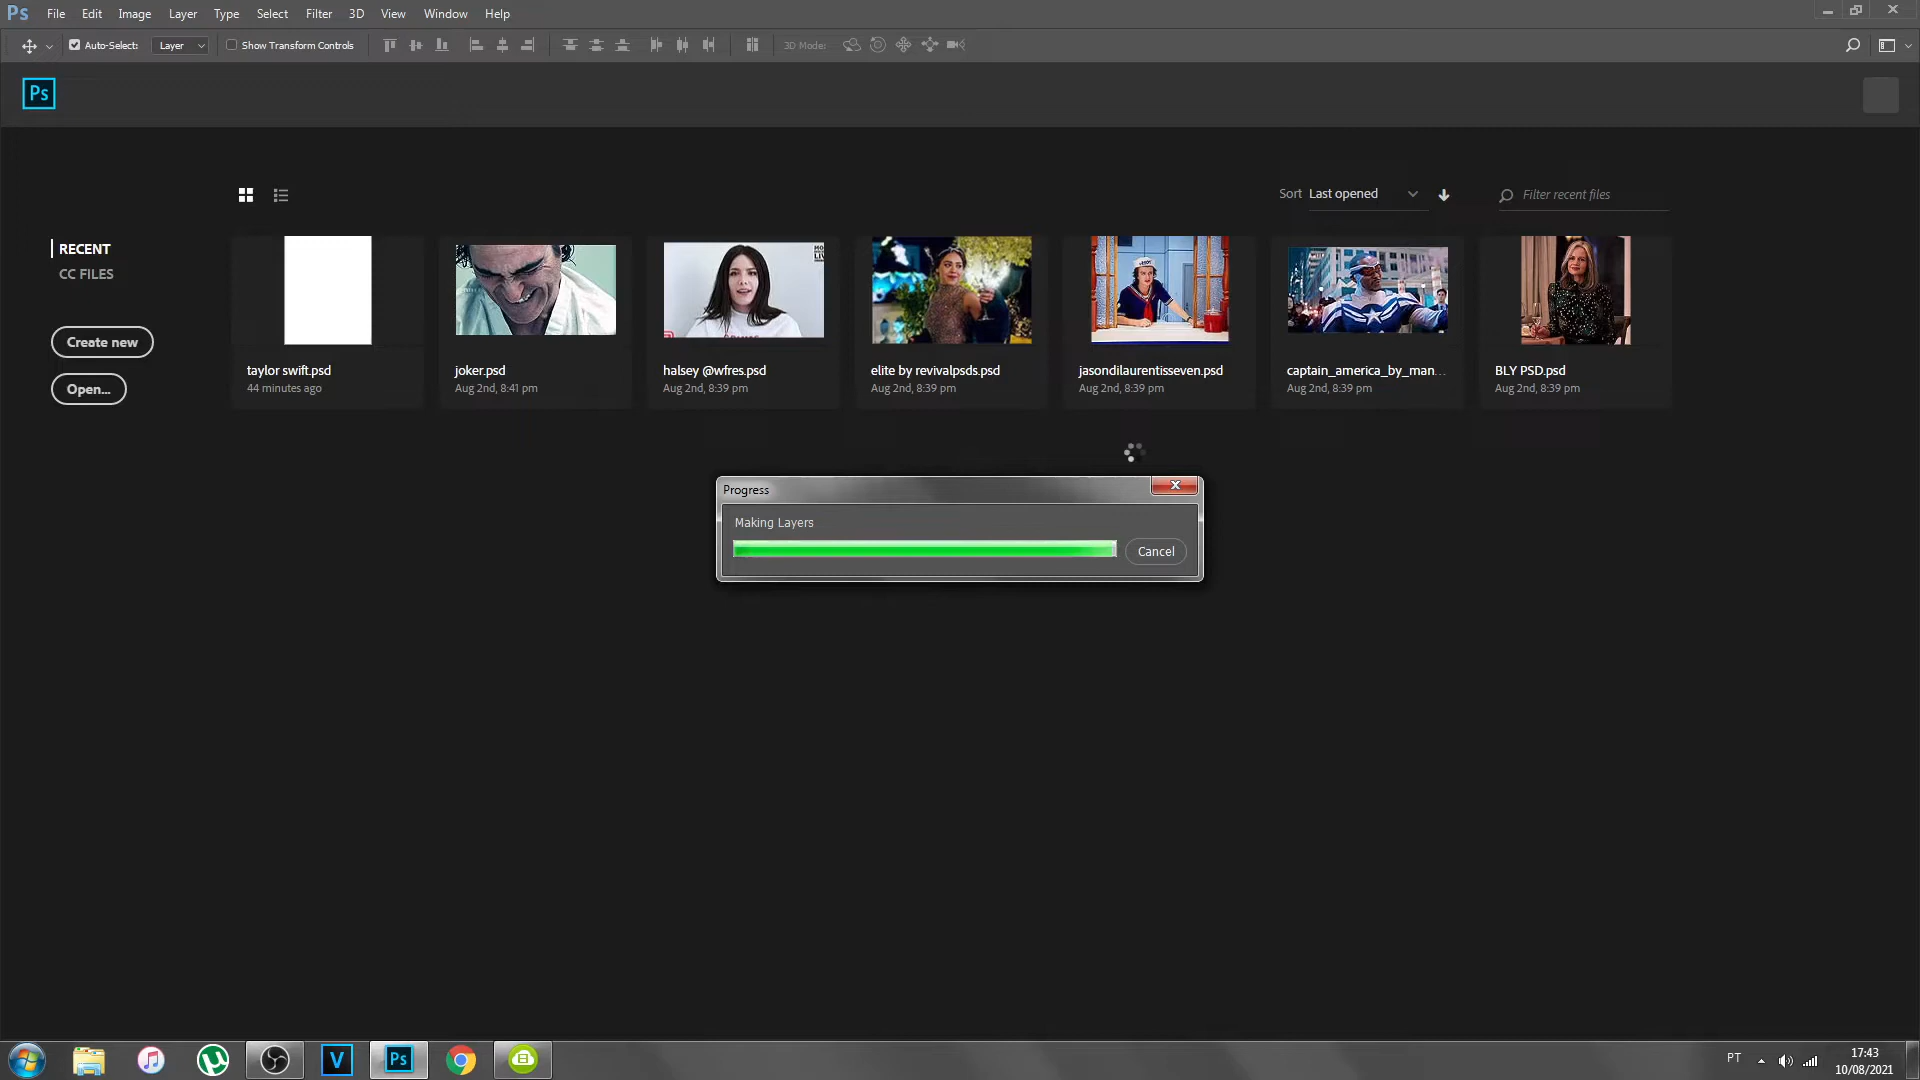 Ps File Edit Image Layer Type Select Filter 3D View Window Help
Auto-Select: Layer Show Transform Controls 3D Mode:
Ps
Sort Last opened Filter recent files
RECENT
CC FILES
Create new
Open...
taylor swift.psd
44 minutes ago
joker.psd
Aug 2nd, 8:41 pm
halsey @wfres.psd
Aug 2nd, 8:39 pm
elite by revivalpsds.psd
Aug 2nd, 8:39 pm
jasondilaurentisseven.psd
Aug 2nd, 8:39 pm
captain_america_by_man...
Aug 2nd, 8:39 pm
BLY PSD.psd
Aug 2nd, 8:39 pm
Progress
Making Layers
Cancel
V Ps PT 17:43
10/08/2021